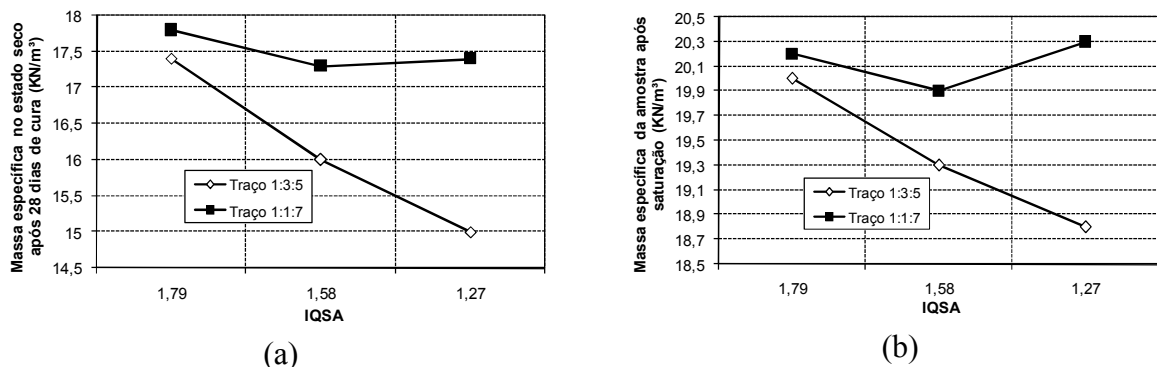 Massa específica no estado seco
após 28 dias de cura (KN/m³)
18
17,5
17
16,5
16
15,5
15
14,5
Traço 1:3:5
Traço 1:1:7
1,79
1,58
1,27
IQSA
(a)
Massa específica da amostra após
saturação (KN/m³)
20,5
20,3
20,1
19,9
19,7
19,5
19,3
19,1
18,9
18,7
18,5
Traço 1:3:5
Traço 1:1:7
1,79
1,58
1,27
IQSA
(b)